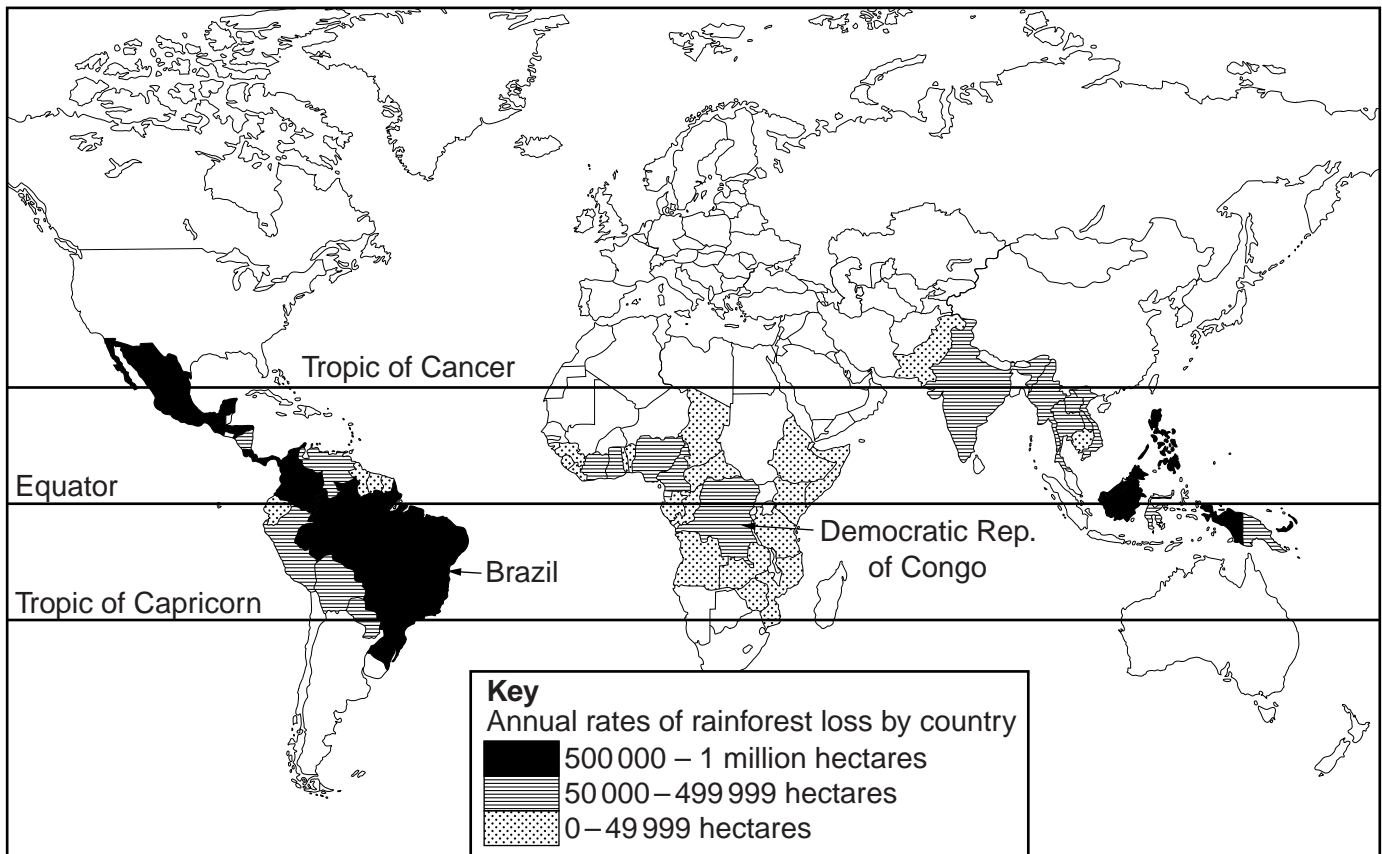 Tropic of Cancer
Equator
Democratic Rep.
of Congo
Brazil
Tropic of Capricorn
Key
Annual rates of rainforest loss by country
500 000 – 1 million hectares
50 000 – 499 999 hectares
0 – 49 999 hectares